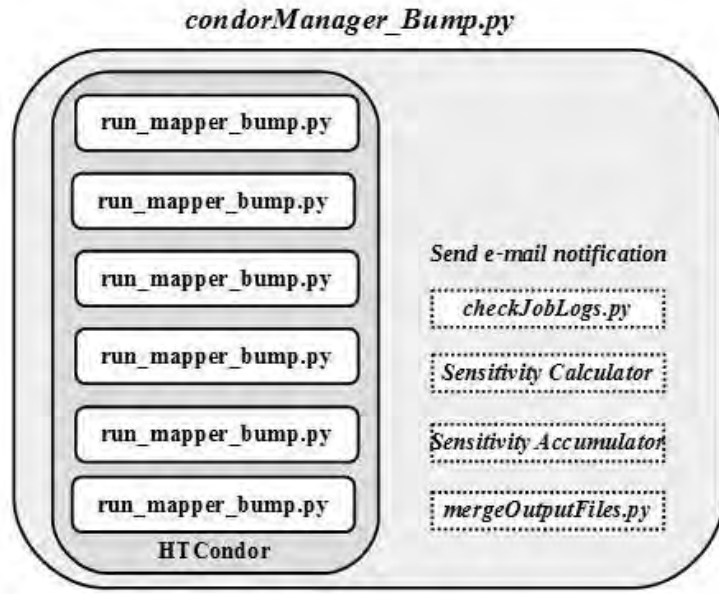 condorManager_Bump.py
run_mapper_bump.py
run_mapper_bump.py
run_mapper_bump.py
run_mapper_bump.py
run_mapper_bump.py
run_mapper_bump.py
HTCondor
Send e-mail notification
checkJobLogs.py
Sensitivity Calculator
Sensitivity Accumulator
mergeOutputFiles.py